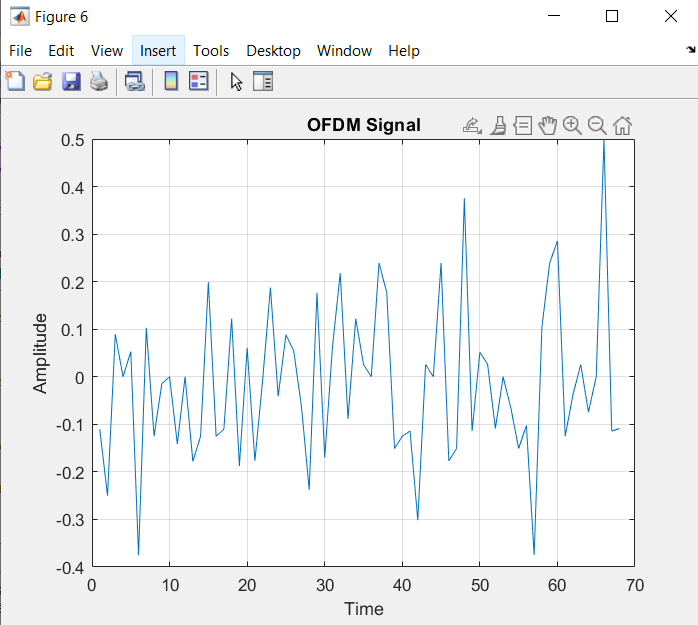 Figure 6
File Edit View Insert Tools Desktop Window Help
OFDM Signal
0.5
0.4
0.3
0.2
0.1
0
-0.1
-0.2
-0.3
-0.4
Amplitude
0 10 20 30 40 50 60 70
Time